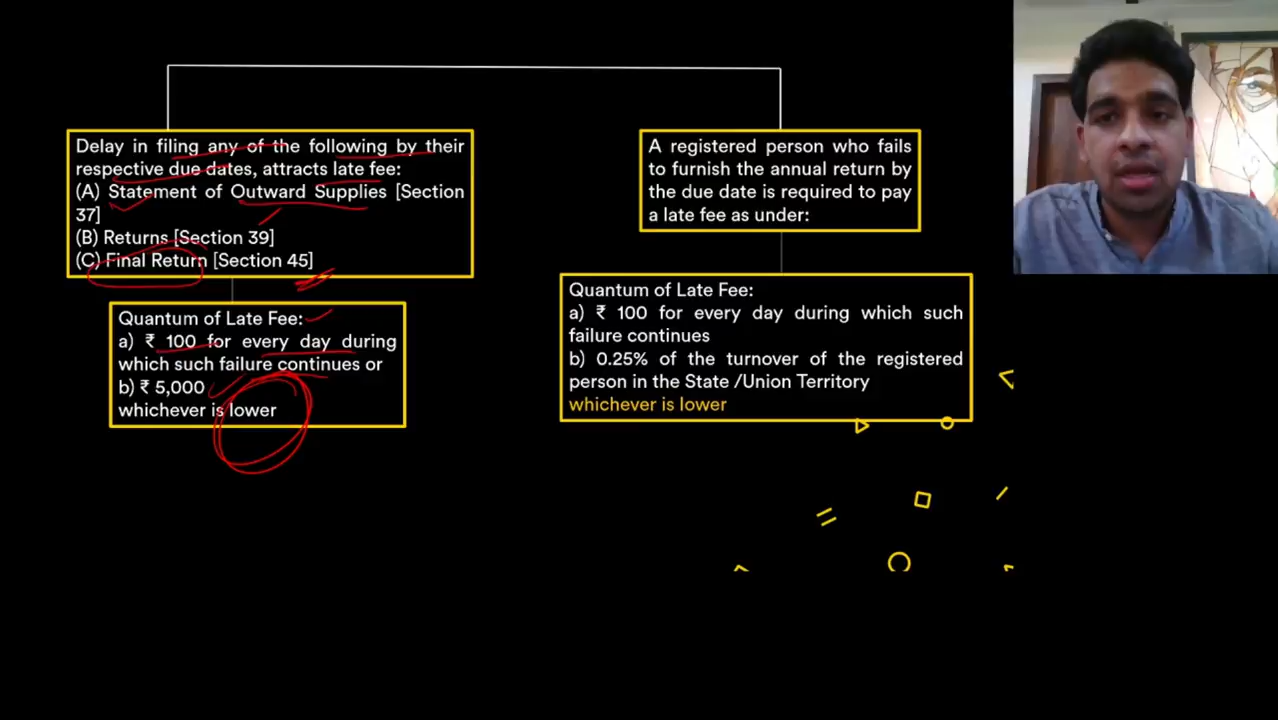 Delay in filing any of the following by their
respective due dates, attracts late fee:
(A) Statement of Outward Supplies [Section
37]
(B) Returns [Section 39]
(C) Final Return [Section 45]
Quantum of Late Fee:
a) ₹ 100 for every day during
which such failure continues or
b) ₹ 5,000
whichever is lower
A registered person who fails
to furnish the annual return by
the due date is required to pay
a late fee as under:
Quantum of Late Fee:
a) ₹ 100 for every day during which such
failure continues
b) 0.25% of the turnover of the registered
person in the State /Union Territory
whichever is lower